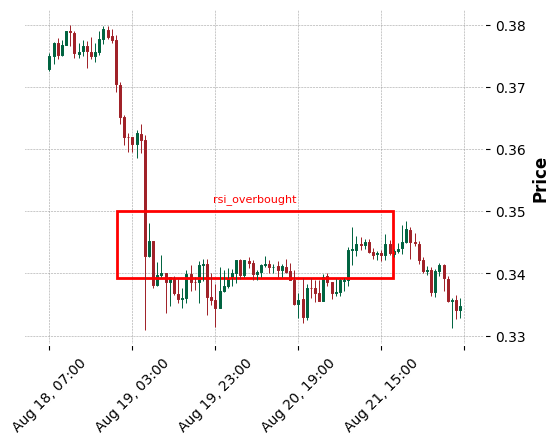 0.38
0.37
0.36
rsi_overbought
0.35
0.34
0.33
Price
Aug 18, 07:00
Aug 19, 03:00
Aug 19, 23:00
Aug 20, 19:00
Aug 21, 15:00